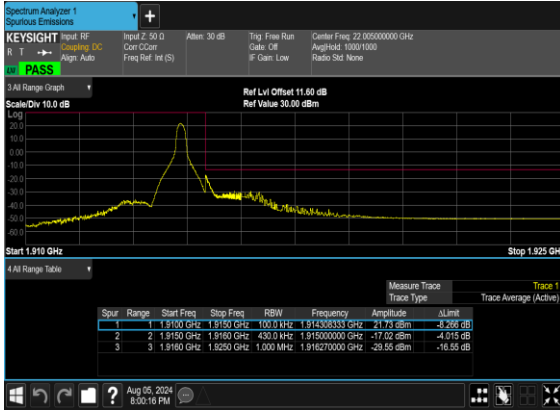 Spectrum Analyzer 1
Spurious Emissions
+
KEYSIGHT Input: RF Input Z: 50 Ω Atten: 30 dB Trig: Free Run Center Freq: 22.005000000 GHz
R T Coupling: DC Corr CCorr Gate: Off Avg|Hold: 1000/1000
Align: Auto Freq Ref: Int (S) IF Gain: Low Radio Std: None
PASS
3 All Range Graph
Ref Lvl Offset 11.60 dB
Scale/Div 10.0 dB Ref Value 30.00 dBm
Log
20.0
10.0
0.00
-10.0
-20.0
-30.0
-40.0
-50.0
-60.0
Start 1.910 GHz Stop 1.925 GH
4 All Range Table
Measure Trace Trace 1
Trace Type Trace Average (Active)
Spur Range Start Freq Stop Freq RBW Frequency Amplitude ΔLimit
1 1 1.9100 GHz 1.9150 GHz 100.0 kHz 1.914308333 GHz 21.73 dBm -8.266 dB
2 2 1.9150 GHz 1.9160 GHz 430.0 kHz 1.915000000 GHz -17.02 dBm -4.015 dB
3 3 1.9160 GHz 1.9250 GHz 1.000 MHz 1.916270000 GHz -29.55 dBm -16.55 dB
? Aug 05, 2024
8:00:16 PM